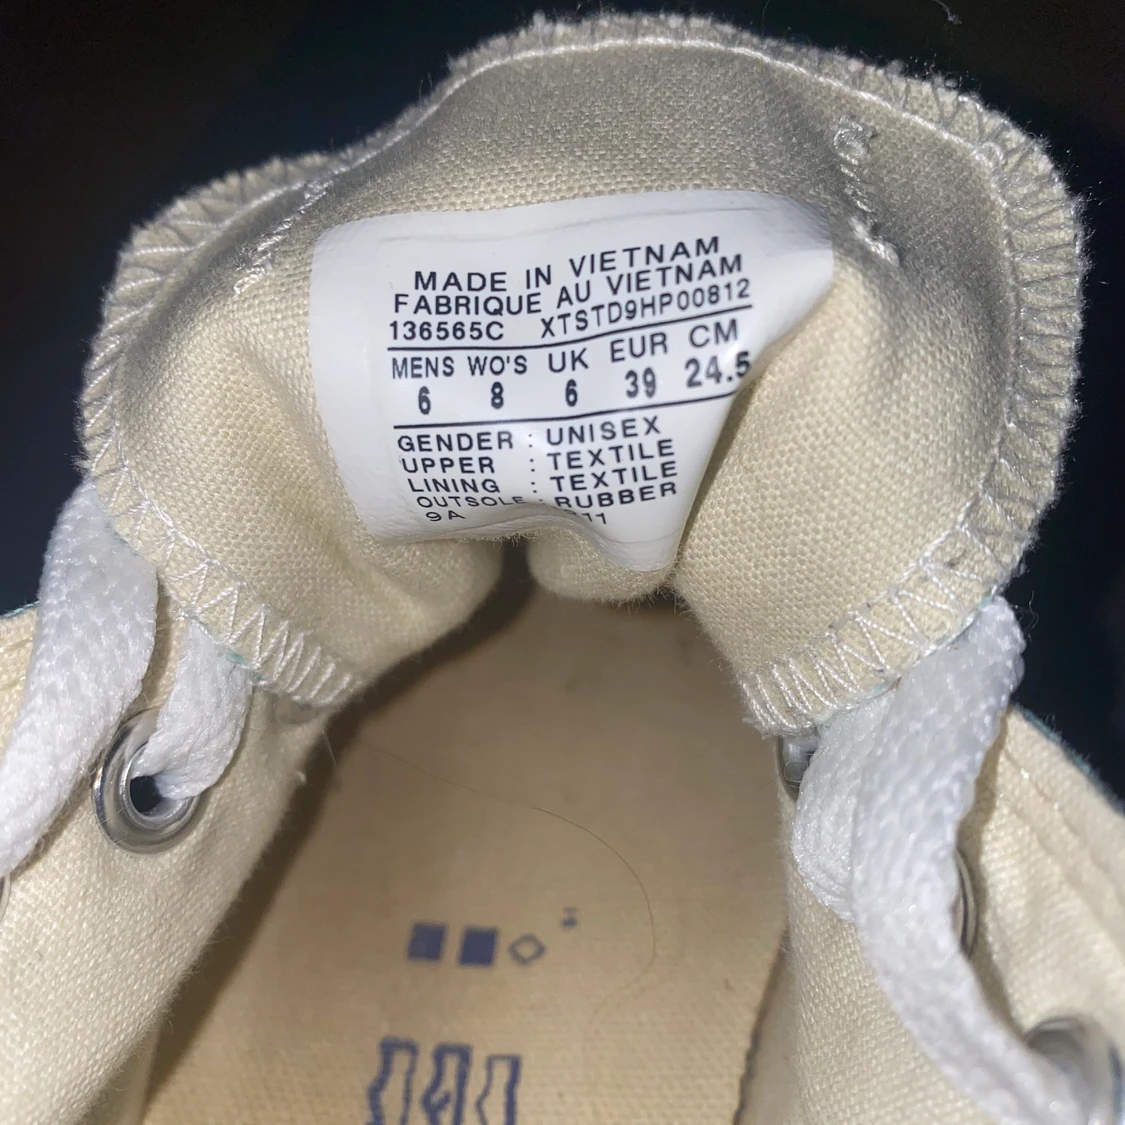 MADE IN VIETNAM
FABRIQUE AU VIETNAM
136565C XTSTD9HP00812
MENS WO'S UK EUR CM
6 8 6 39 24.5
GENDER : UNISEX
UPPER : TEXTILE
LINING : TEXTILE
OUTSOLE : RUBBER
9A